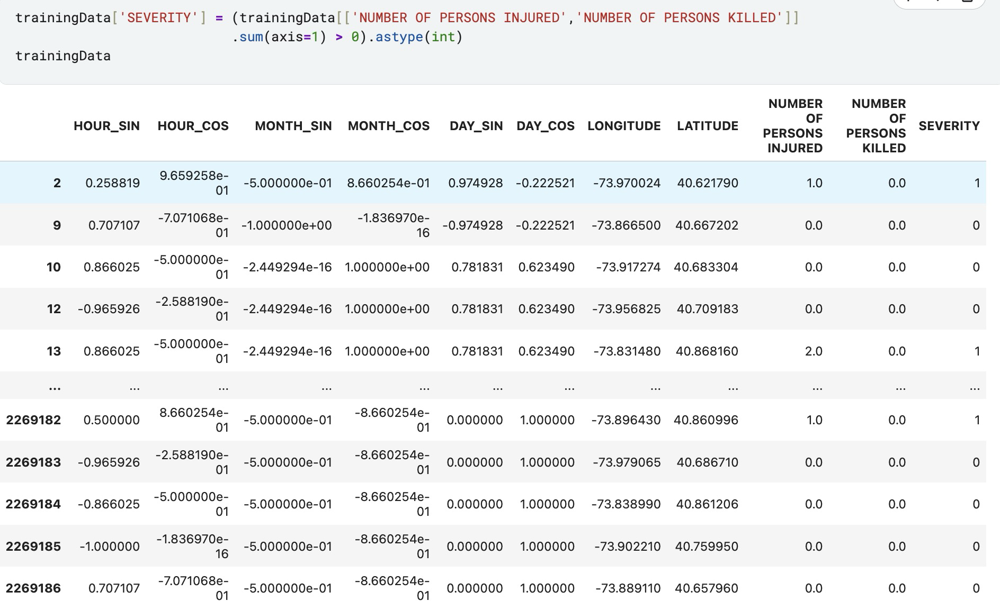 trainingData['SEVERITY'] = (trainingData[['NUMBER OF PERSONS INJURED','NUMBER OF PERSONS KILLED']]
.sum(axis=1) > 0).astype(int)
trainingData
HOUR_SIN HOUR_COS MONTH_SIN MONTH_COS DAY_SIN DAY_COS LONGITUDE LATITUDE NUMBER OF PERSONS INJURED NUMBER OF PERSONS KILLED SEVERITY
2 0.258819 9.659258e-01 -5.000000e-01 8.660254e-01 0.974928 -0.222521 -73.970024 40.621790 1.0 0.0 1
9 0.707107 -7.071068e-01 -1.000000e+00 -1.836970e-16 -0.974928 -0.222521 -73.866500 40.667202 0.0 0.0 0
10 0.866025 -5.000000e-01 -2.449294e-16 1.000000e+00 0.781831 0.623490 -73.917274 40.683304 0.0 0.0 0
12 -0.965926 -2.588190e-01 -2.449294e-16 1.000000e+00 0.781831 0.623490 -73.956825 40.709183 0.0 0.0 0
13 0.866025 -5.000000e-01 -2.449294e-16 1.000000e+00 0.781831 0.623490 -73.831480 40.868160 2.0 0.0 1
... ... ... ... ... ... ... ... ... ... ... ...
2269182 0.500000 8.660254e-01 -5.000000e-01 -8.660254e-01 0.000000 1.000000 -73.896430 40.860996 1.0 0.0 1
2269183 -0.965926 -2.588190e-01 -5.000000e-01 -8.660254e-01 0.000000 1.000000 -73.979065 40.686710 0.0 0.0 0
2269184 -0.866025 -5.000000e-01 -5.000000e-01 -8.660254e-01 0.000000 1.000000 -73.838990 40.861206 0.0 0.0 0
2269185 -1.000000 -1.836970e-16 -5.000000e-01 -8.660254e-01 0.000000 1.000000 -73.902210 40.759950 0.0 0.0 0
2269186 0.707107 -7.071068e-01 -5.000000e-01 -8.660254e-01 0.000000 1.000000 -73.889110 40.657960 0.0 0.0 0